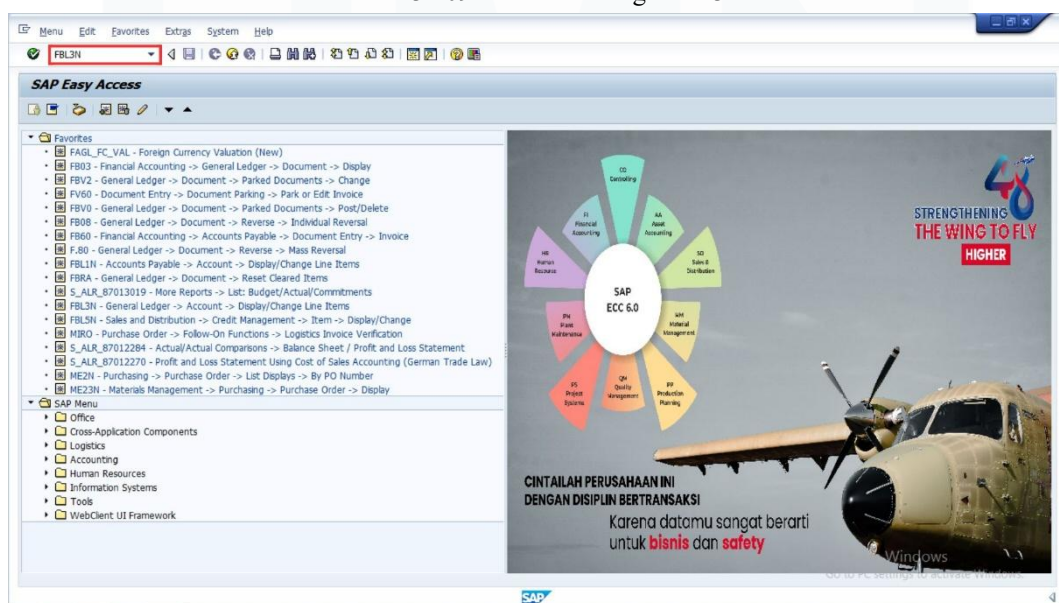 Menu Edit Favorites Extras System Help
FBL3N
SAP Easy Access
Favorites
FAGL_FC_VAL - Foreign Currency Valuation (New)
FB03 - Financial Accounting -> General Ledger -> Document -> Display
FBV2 - General Ledger -> Document -> Parked Documents -> Change
FV60 - Document Entry -> Document Parking -> Park or Edit Invoice
FBV0 - General Ledger -> Document -> Parked Documents -> Post/Delete
FB08 - General Ledger -> Document -> Reverse -> Individual Reversal
FB60 - Financial Accounting -> Accounts Payable -> Document Entry -> Invoice
F.80 - General Ledger -> Document -> Reverse -> Mass Reversal
FBL1N - Accounts Payable -> Account -> Display/Change Line Items
FBRA - General Ledger -> Document -> Reset Cleared Items
S_ALR_87013019 - More Reports -> List: Budget/Actual/Commitments
FBL3N - General Ledger -> Account -> Display/Change Line Items
FBL5N - Sales and Distribution -> Credit Management -> Item -> Display/Change
MIRO - Purchase Order -> Follow-On Functions -> Logistics Invoice Verification
S_ALR_87012284 - Actual/Actual Comparisons -> Balance Sheet / Profit and Loss Statement
S_ALR_87012270 - Profit and Loss Statement Using Cost of Sales Accounting (German Trade Law)
ME2N - Purchasing -> Purchase Order -> List Displays -> By PO Number
ME23N - Materials Management -> Purchasing -> Purchase Order -> Display
SAP Menu
Office
Cross-Application Components
Logistics
Accounting
Human Resources
Information Systems
Tools
WebClient UI Framework
CO
Controlling
FI
Financial
Accounting
AA
Asset
Accounting
HR
Human
Resource
SD
Sales &
Distribution
SAP
ECC 6.0
PM
Plant
Maintenance
MM
Material
Management
PS
Project
Systems
QM
Quality
Management
PP
Production
Planning
48
STRENGTHENING
THE WING TO FLY
HIGHER
CINTAILAH PERUSAHAAN INI
DENGAN DISIPLIN BERTRANSAKSI
Karena datamu sangat berarti
untuk bisnis dan safety
Windows
Go to PC settings to activate Windows.
SAP